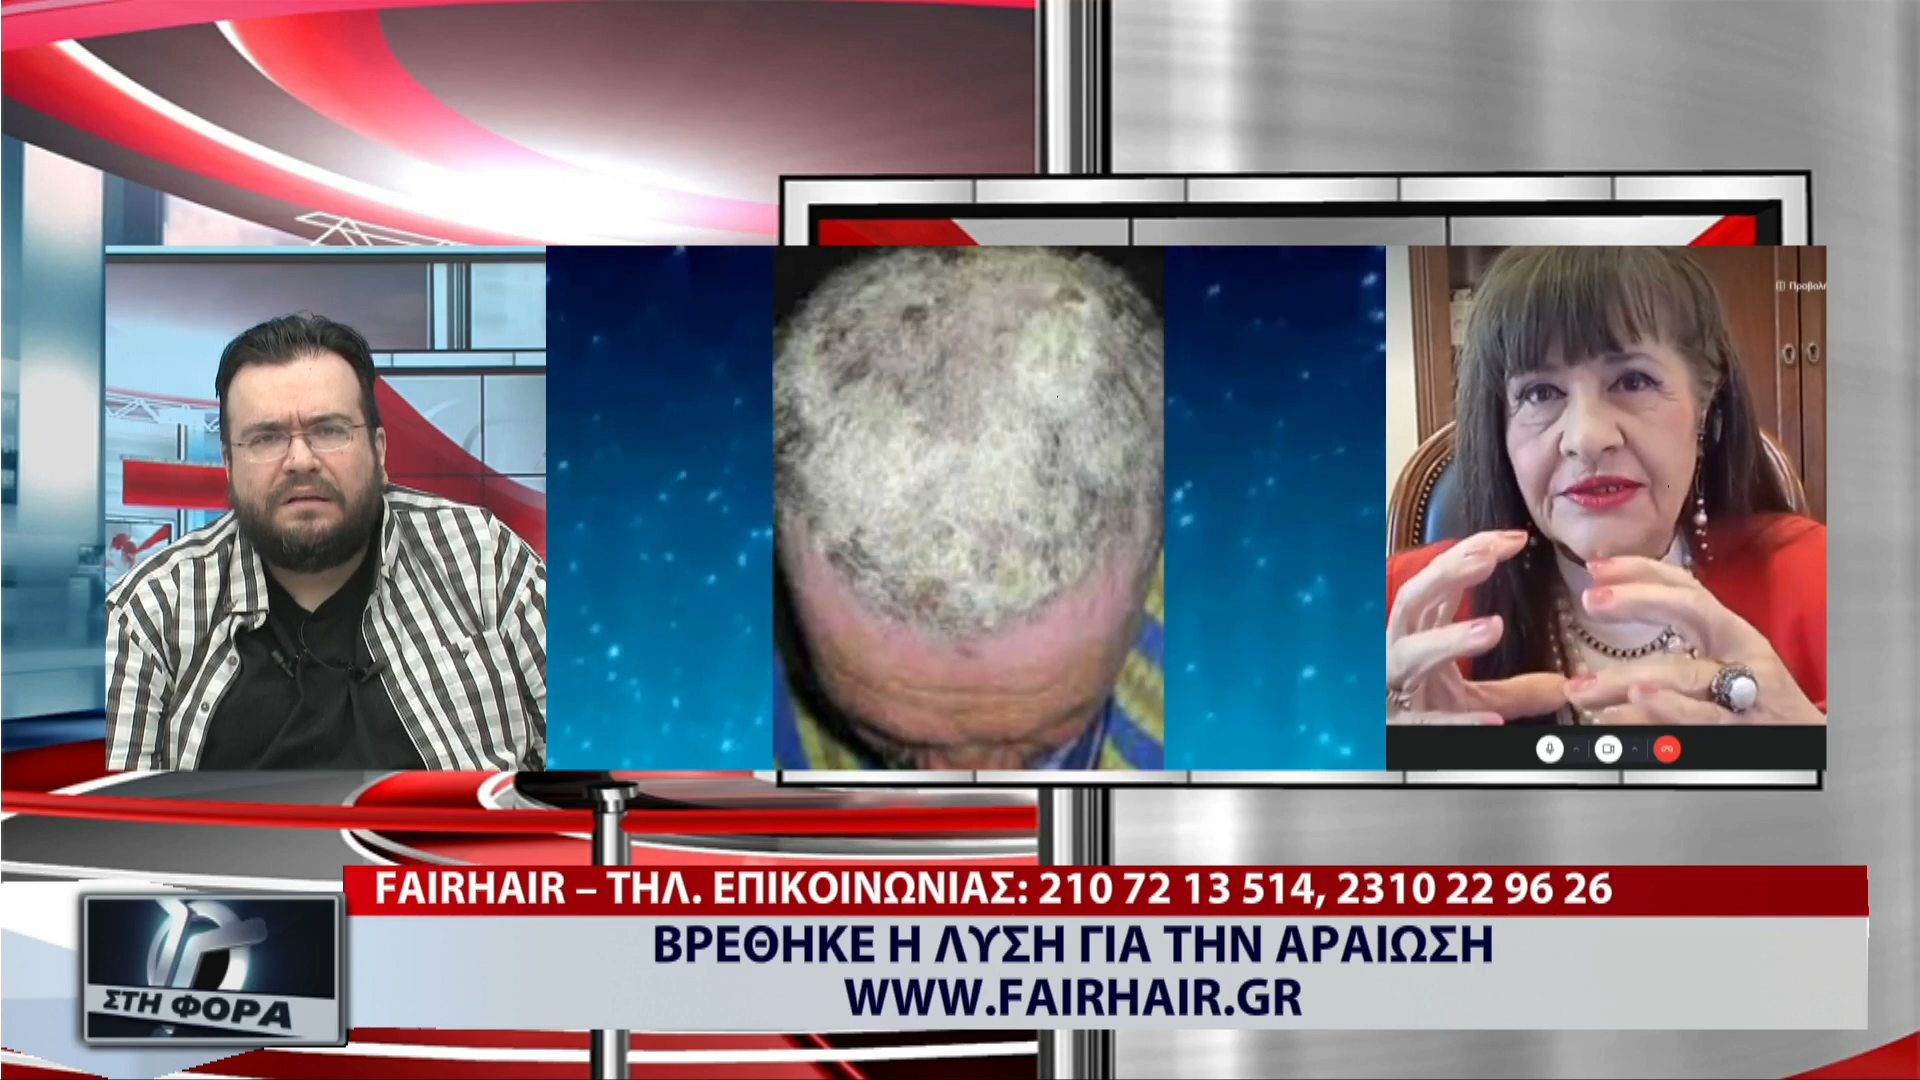 Προβολή
FAIRHAIR – ΤΗΛ. ΕΠΙΚΟΙΝΩΝΙΑΣ: 210 72 13 514, 2310 22 96 26
ΒΡΕΘΗΚΕ Η ΛΥΣΗ ΓΙΑ ΤΗΝ ΑΡΑΙΩΣΗ
WWW.FAIRHAIR.GR
ΣΤΗ ΦΟΡΑ